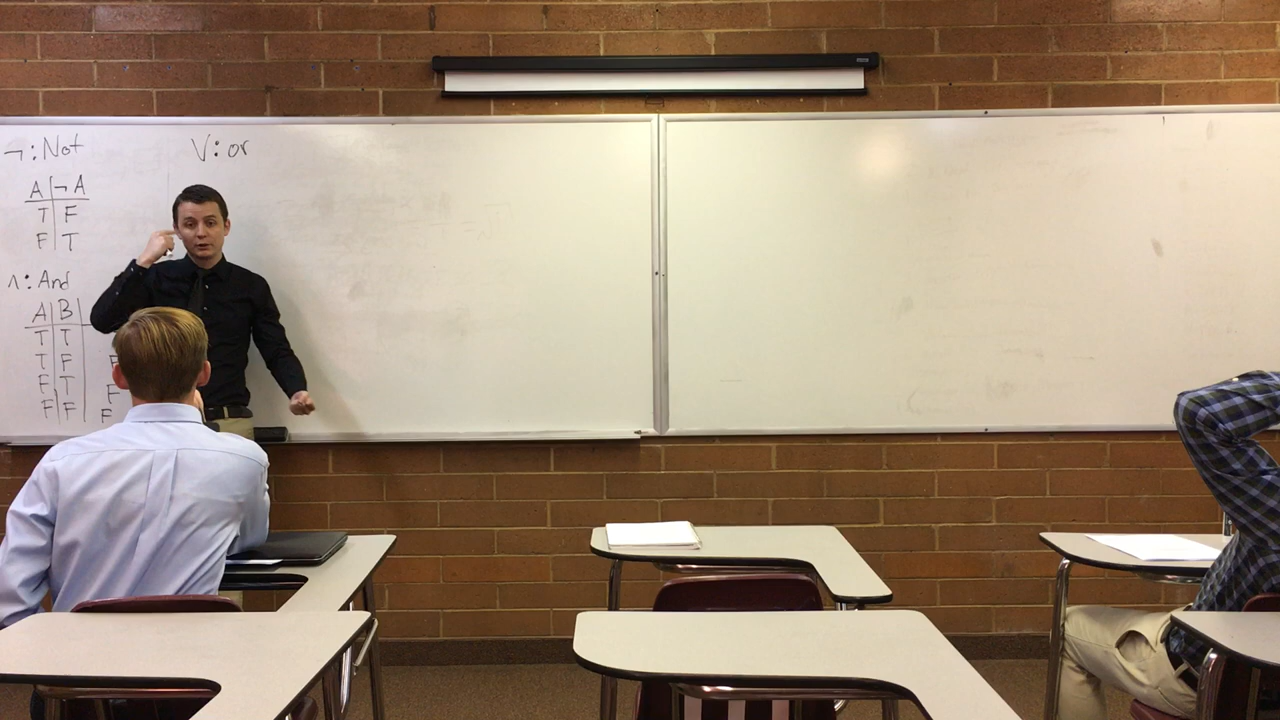 ¬:Not
A | ¬A
T | F
F | T
∧:And
A | B |
T | T |
T | F | F
F | T | F
F | F | F
V:or